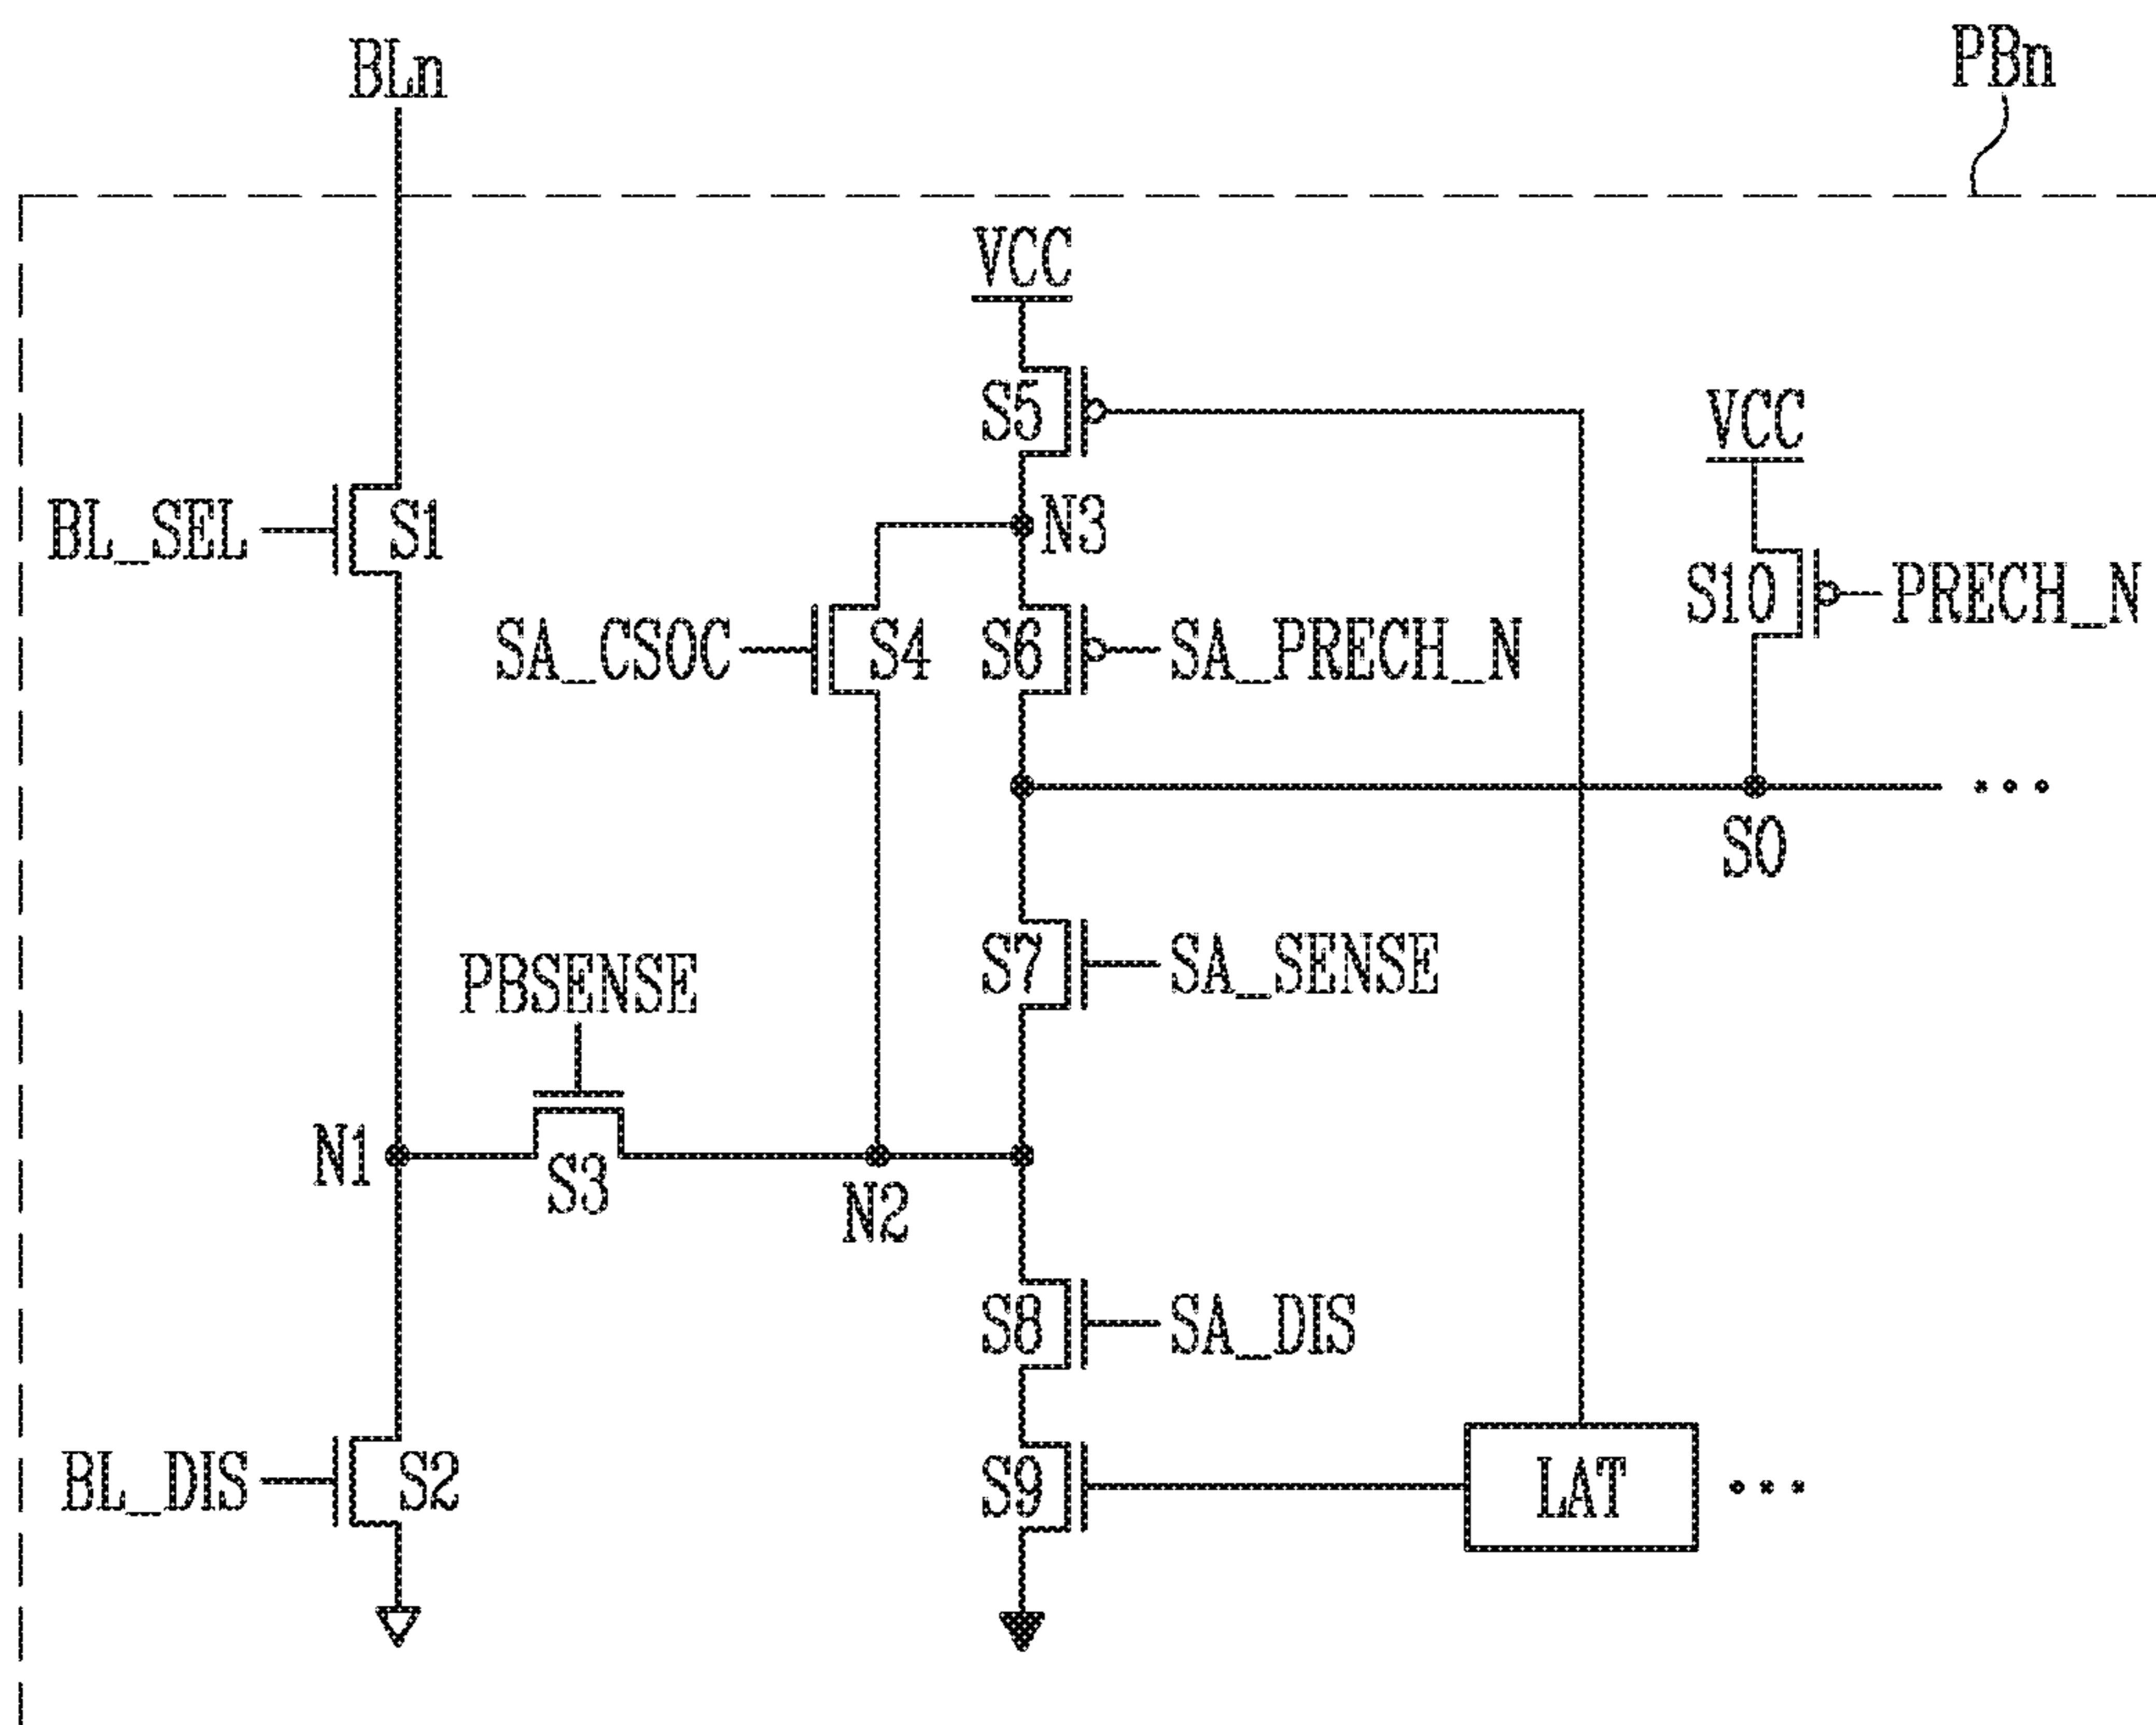 BLn
PBn
VCC
S5
VCC
BL_SEL
S1
N3
S10
PRECH_N
SA_CSOC
S4
S6
SA_PRECH_N
SO
S7
SA_SENSE
PBSENSE
N1
S3
N2
S8
SA_DIS
BL_DIS
S2
S9
LAT